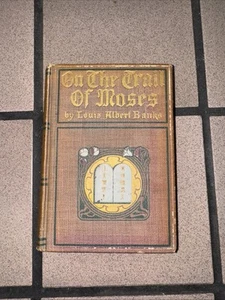 On The Trail
Of Moses
by Louis Albert Banks